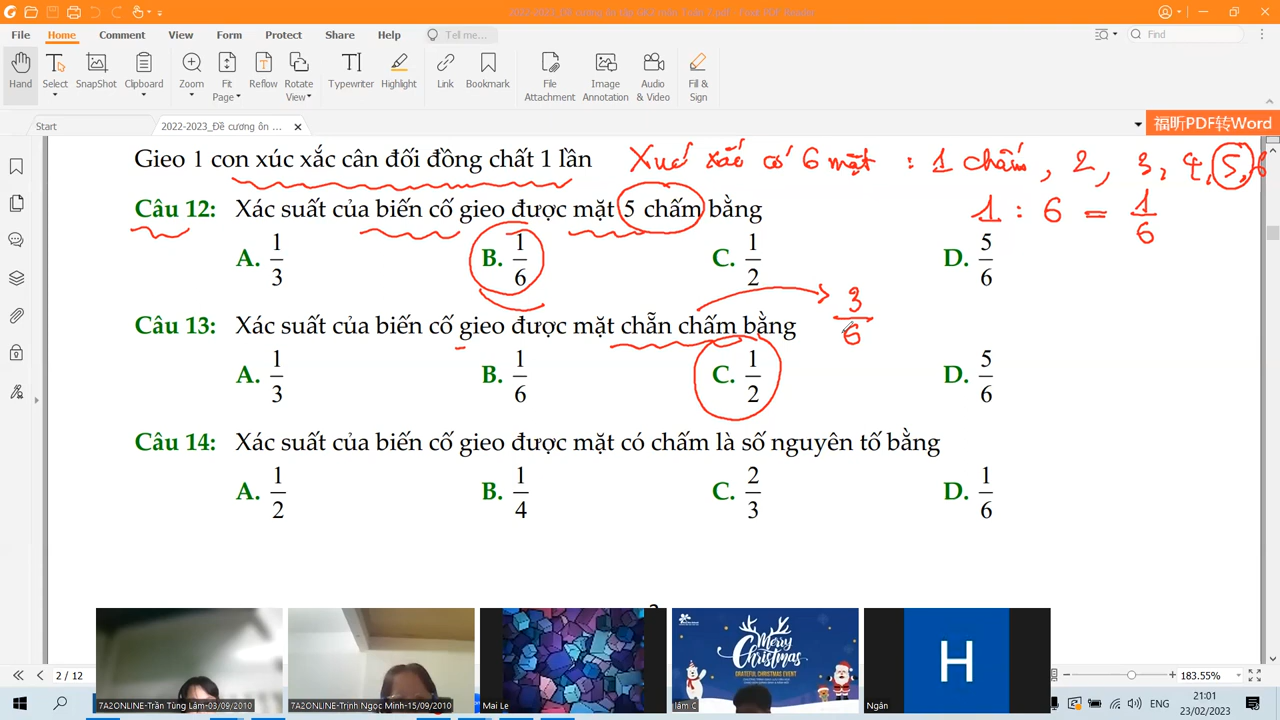 2022-2023_Đề cương ôn tập GK2 môn Toán 7.pdf - Foxit PDF Reader
File Home Comment View Form Protect Share Help Tell me... Find
Hand Select SnapShot Clipboard Zoom Fit Page Reflow Rotate View Typewriter Highlight Link Bookmark File Attachment Image Annotation Audio & Video Fill & Sign
Start 2022-2023_Đề cương ôn ... 福昕PDF转Word
Gieo 1 con xúc xắc cân đối đồng chất 1 lần Xúc xắc có 6 mặt : 1 chấm, 2, 3, 4, 5, 6
Câu 12: Xác suất của biến cố gieo được mặt 5 chấm bằng 1 : 6 = 1/6
A. 1/3 B. 1/6 C. 1/2 D. 5/6
Câu 13: Xác suất của biến cố gieo được mặt chẵn chấm bằng 3/6
A. 1/3 B. 1/6 C. 1/2 D. 5/6
Câu 14: Xác suất của biến cố gieo được mặt có chấm là số nguyên tố bằng
A. 1/2 B. 1/4 C. 2/3 D. 1/6
Merry Christmas
GRATEFUL CHRISTMAS EVENT
H
7A2ONLINE-Trần Tùng Lâm-03/09/2010 7A2ONLINE-Trịnh Ngọc Minh-15/09/2010 Mai Le lâm C Ngân
2 / 12 183.55%
21:01
23/02/2023